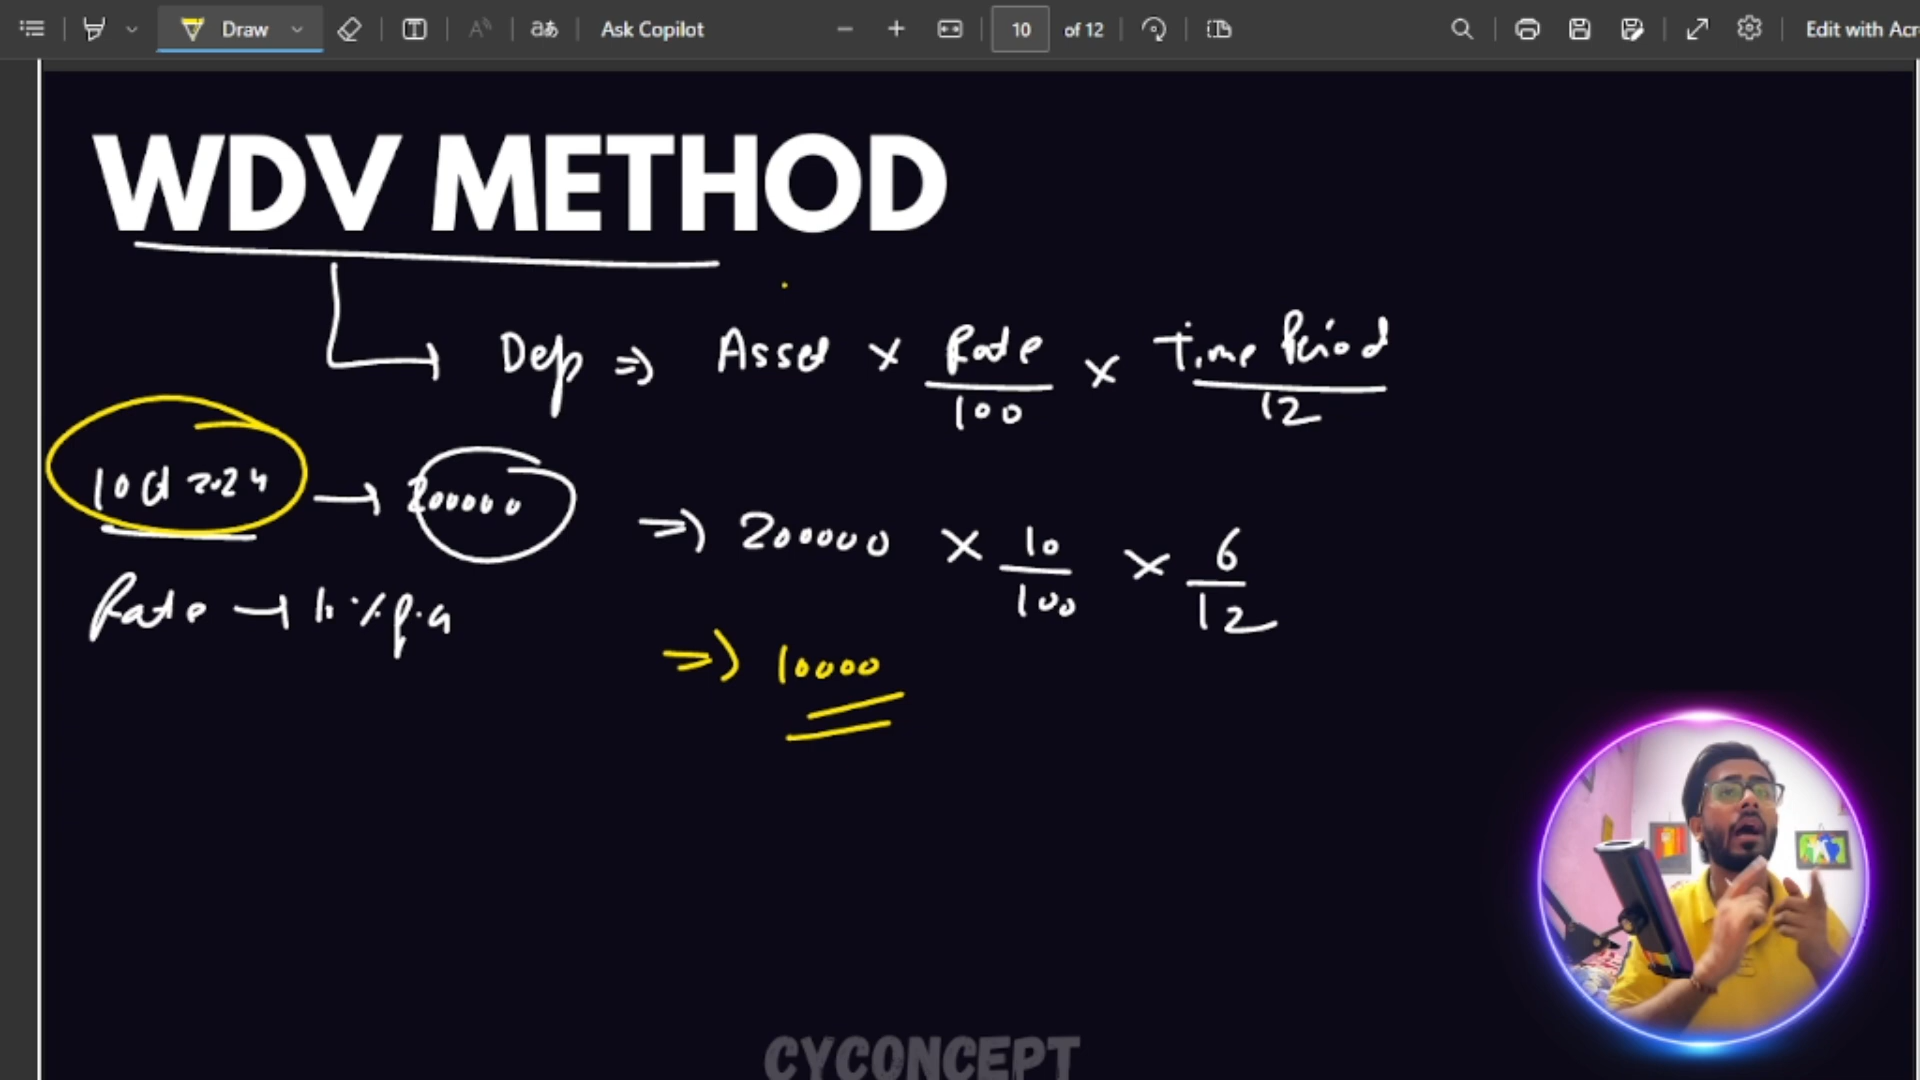 Draw
Ask Copilot
10 of 12
Edit with Acr
WDV METHOD
Dep ⇒ Asset × Rate/100 × Time Period/12
1 Oct 2024 → 200000
⇒ 200000 × 10/100 × 6/12
Rate → 10 % p.a
⇒ 10000
CYCONCEPT